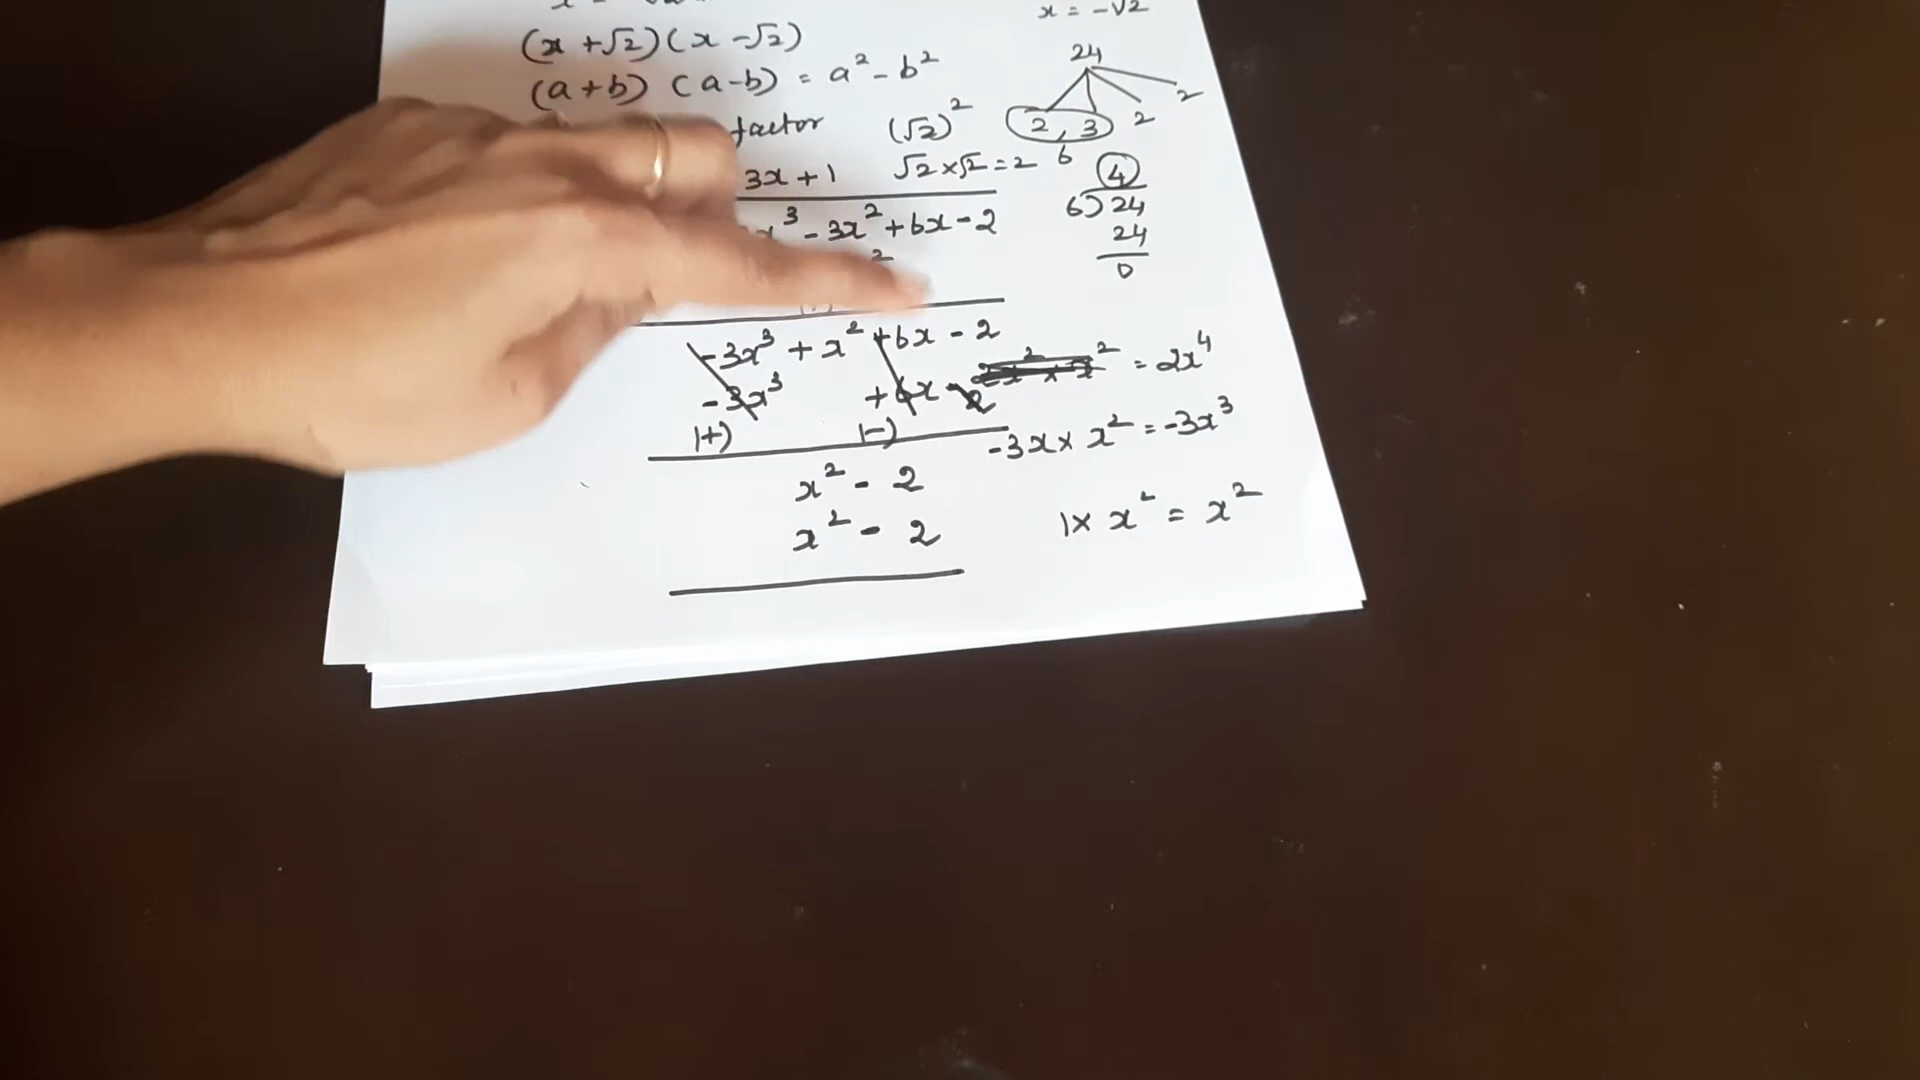 x = -√2
(x +√2)(x -√2)
(a+b) (a-b) = a² - b²
factor (√2)²
3x + 1 √2 ×√2 = 2
x³ - 3x² + 6x - 2
-3x³ + x² + 6x - 2
-3x³ + 6x - 2
(+) (-)
x² - 2
x² - 2
24
2, 3 2 2
6
4
6)24
24
0
= 2x⁴
-3x × x² = -3x³
1× x² = x²